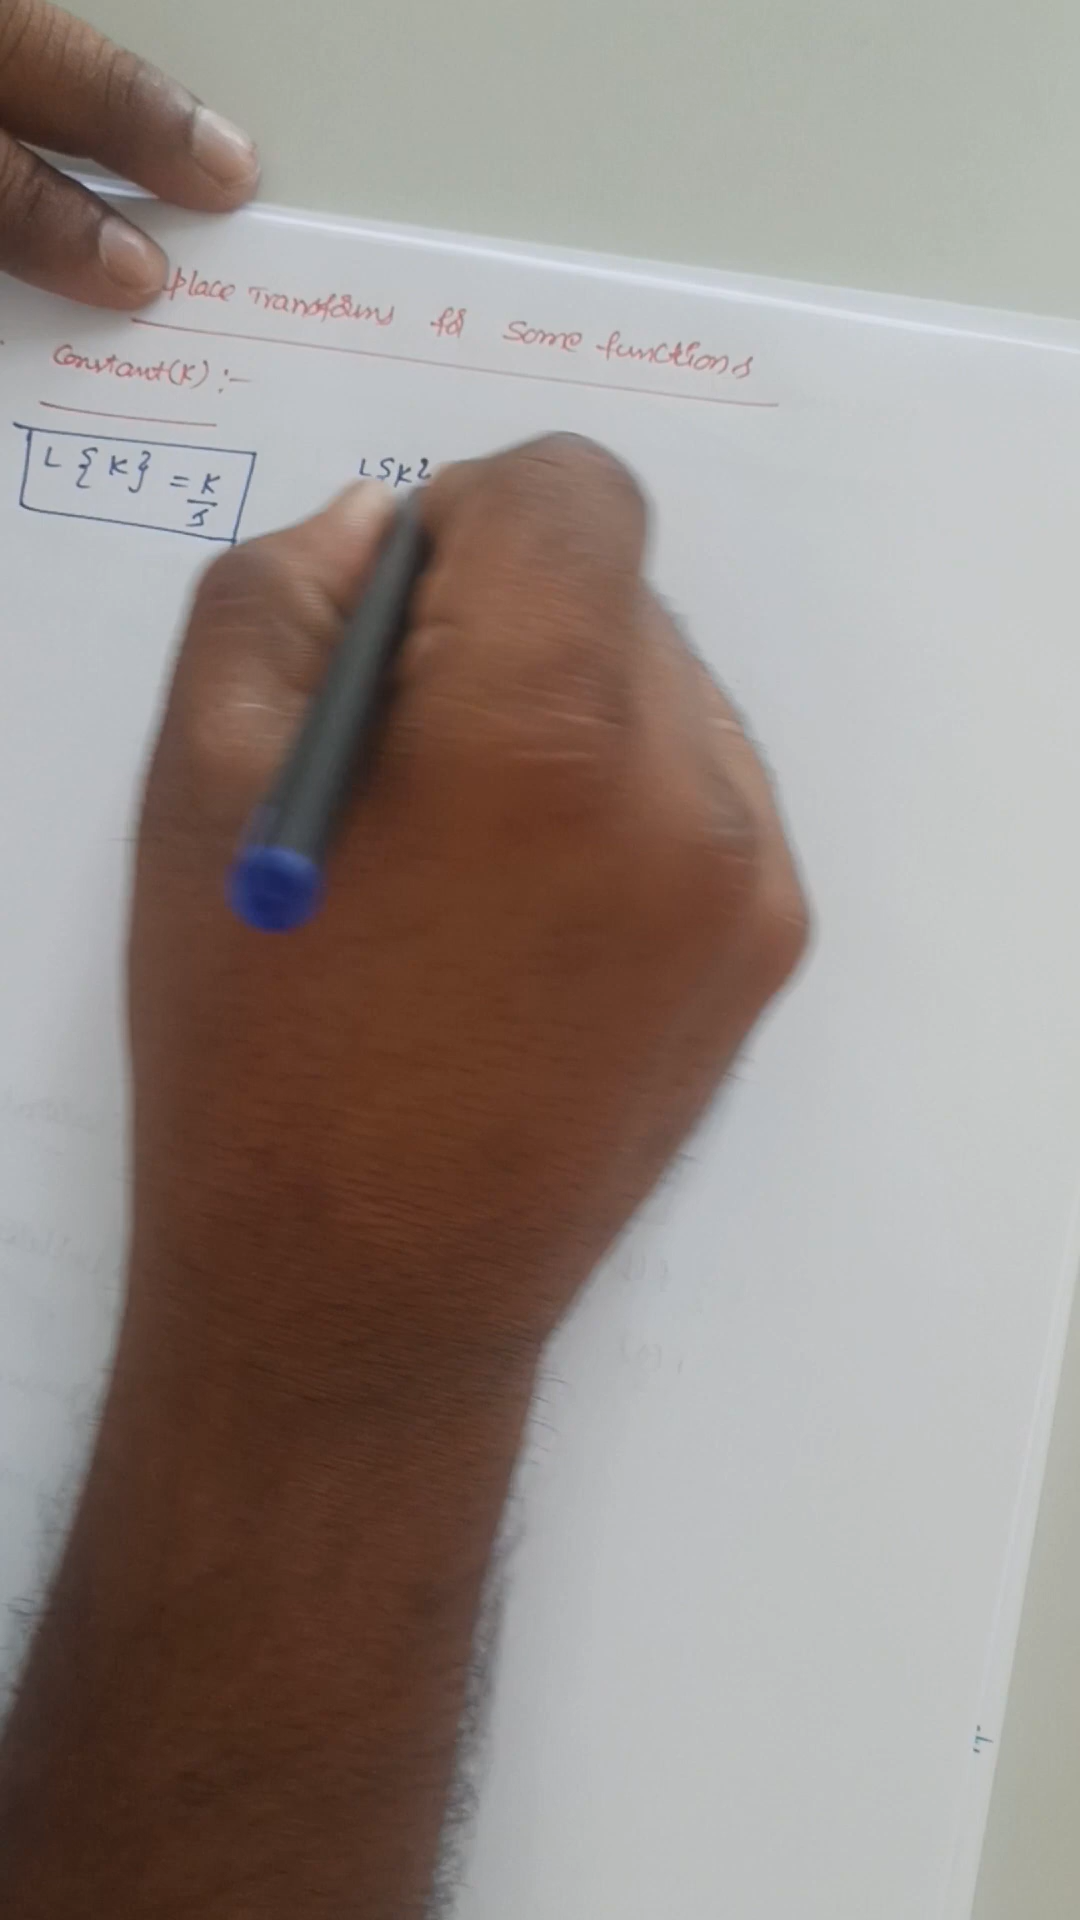 place Transforms for some functions
Constant(K) :-
L{K} = K/s
L{K}